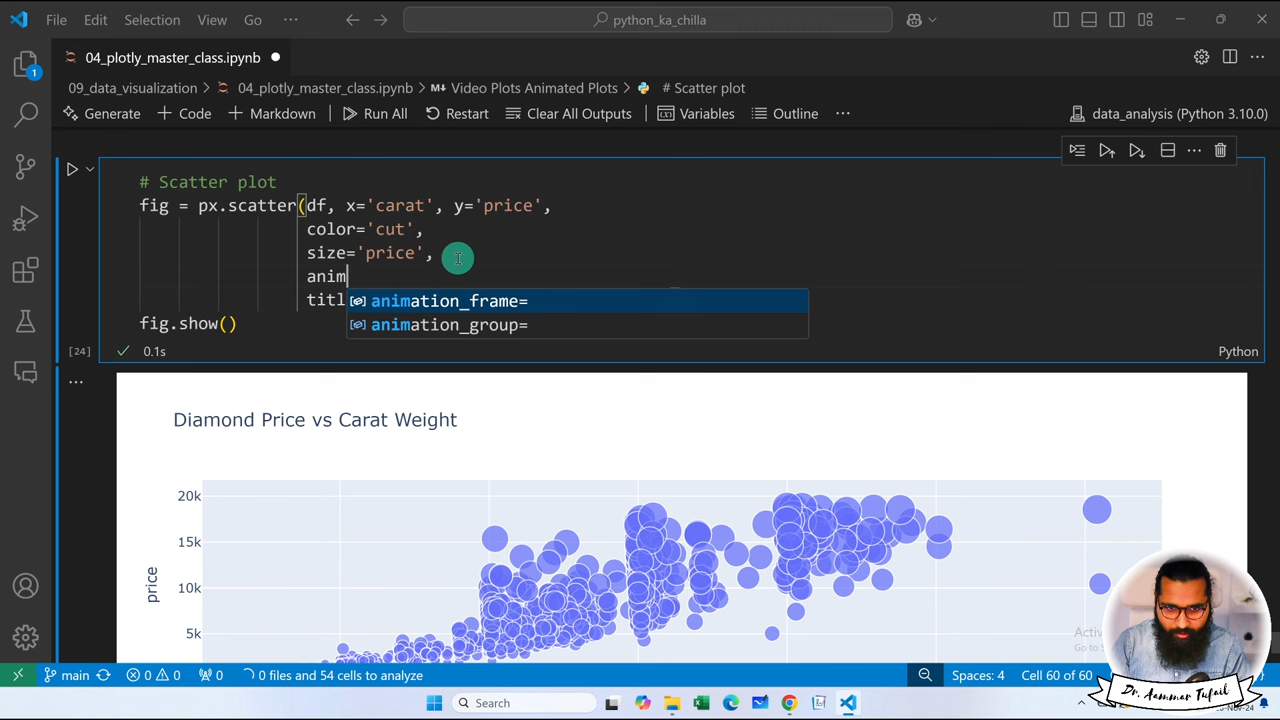 File Edit Selection View Go ··· python_ka_chilla
04_plotly_master_class.ipynb
09_data_visualization > 04_plotly_master_class.ipynb > M↓ Video Plots Animated Plots > # Scatter plot
Generate + Code + Markdown Run All Restart Clear All Outputs Variables Outline ··· data_analysis (Python 3.10.0)
# Scatter plot
fig = px.scatter(df, x='carat', y='price',
color='cut',
size='price',
anim
titl
animation_frame=
animation_group=
fig.show()
[24] 0.1s Python
Diamond Price vs Carat Weight
20k
15k
10k
5k
price
Dr. Aammar Tufail
main 0 0 0 0 files and 54 cells to analyze Spaces: 4 Cell 60 of 60
Search